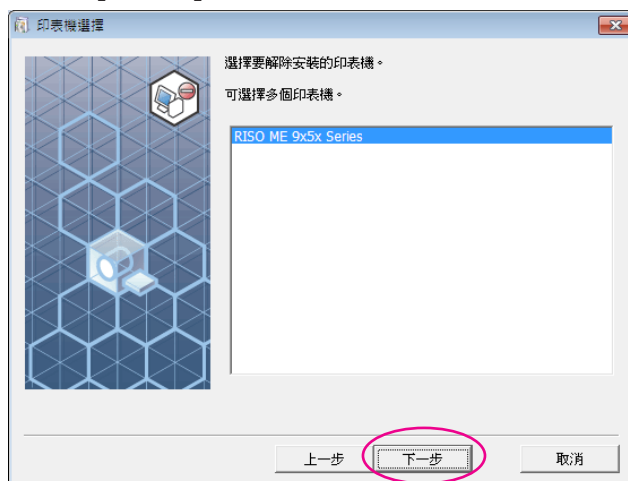 印表機選擇
選擇要解除安裝的印表機。
可選擇多個印表機。
RISO ME 9x5x Series
上一步
下一步
取消